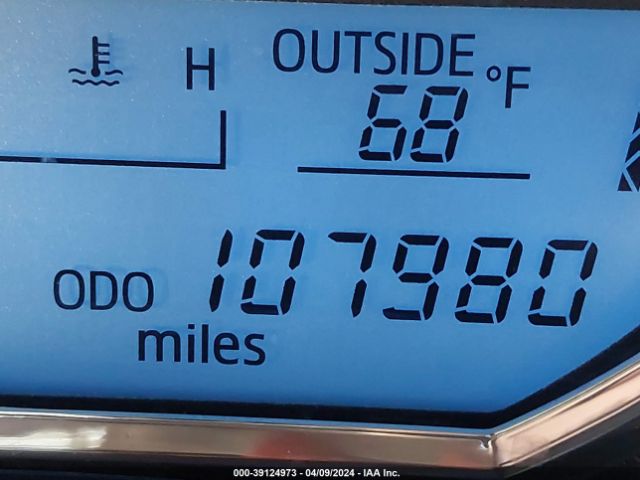 H
OUTSIDE °F
68
ODO 107980
miles
000-39124973 - 04/09/2024 - IAA Inc.